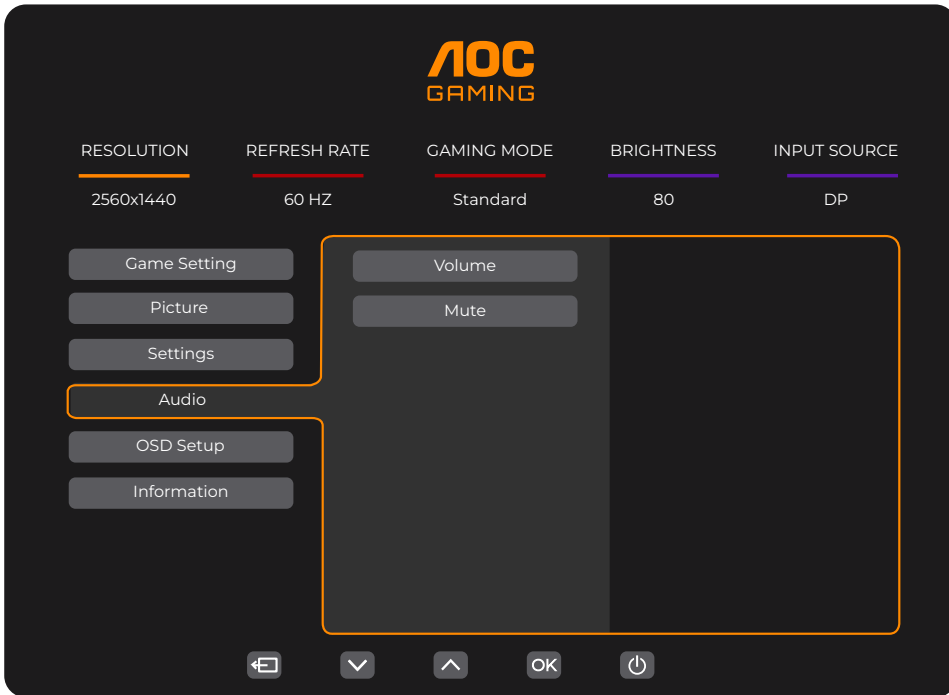 AOC
GAMING
RESOLUTION REFRESH RATE GAMING MODE BRIGHTNESS INPUT SOURCE
2560x1440 60 HZ Standard 80 DP
Game Setting
Volume
Picture
Mute
Settings
Audio
OSD Setup
Information
OK